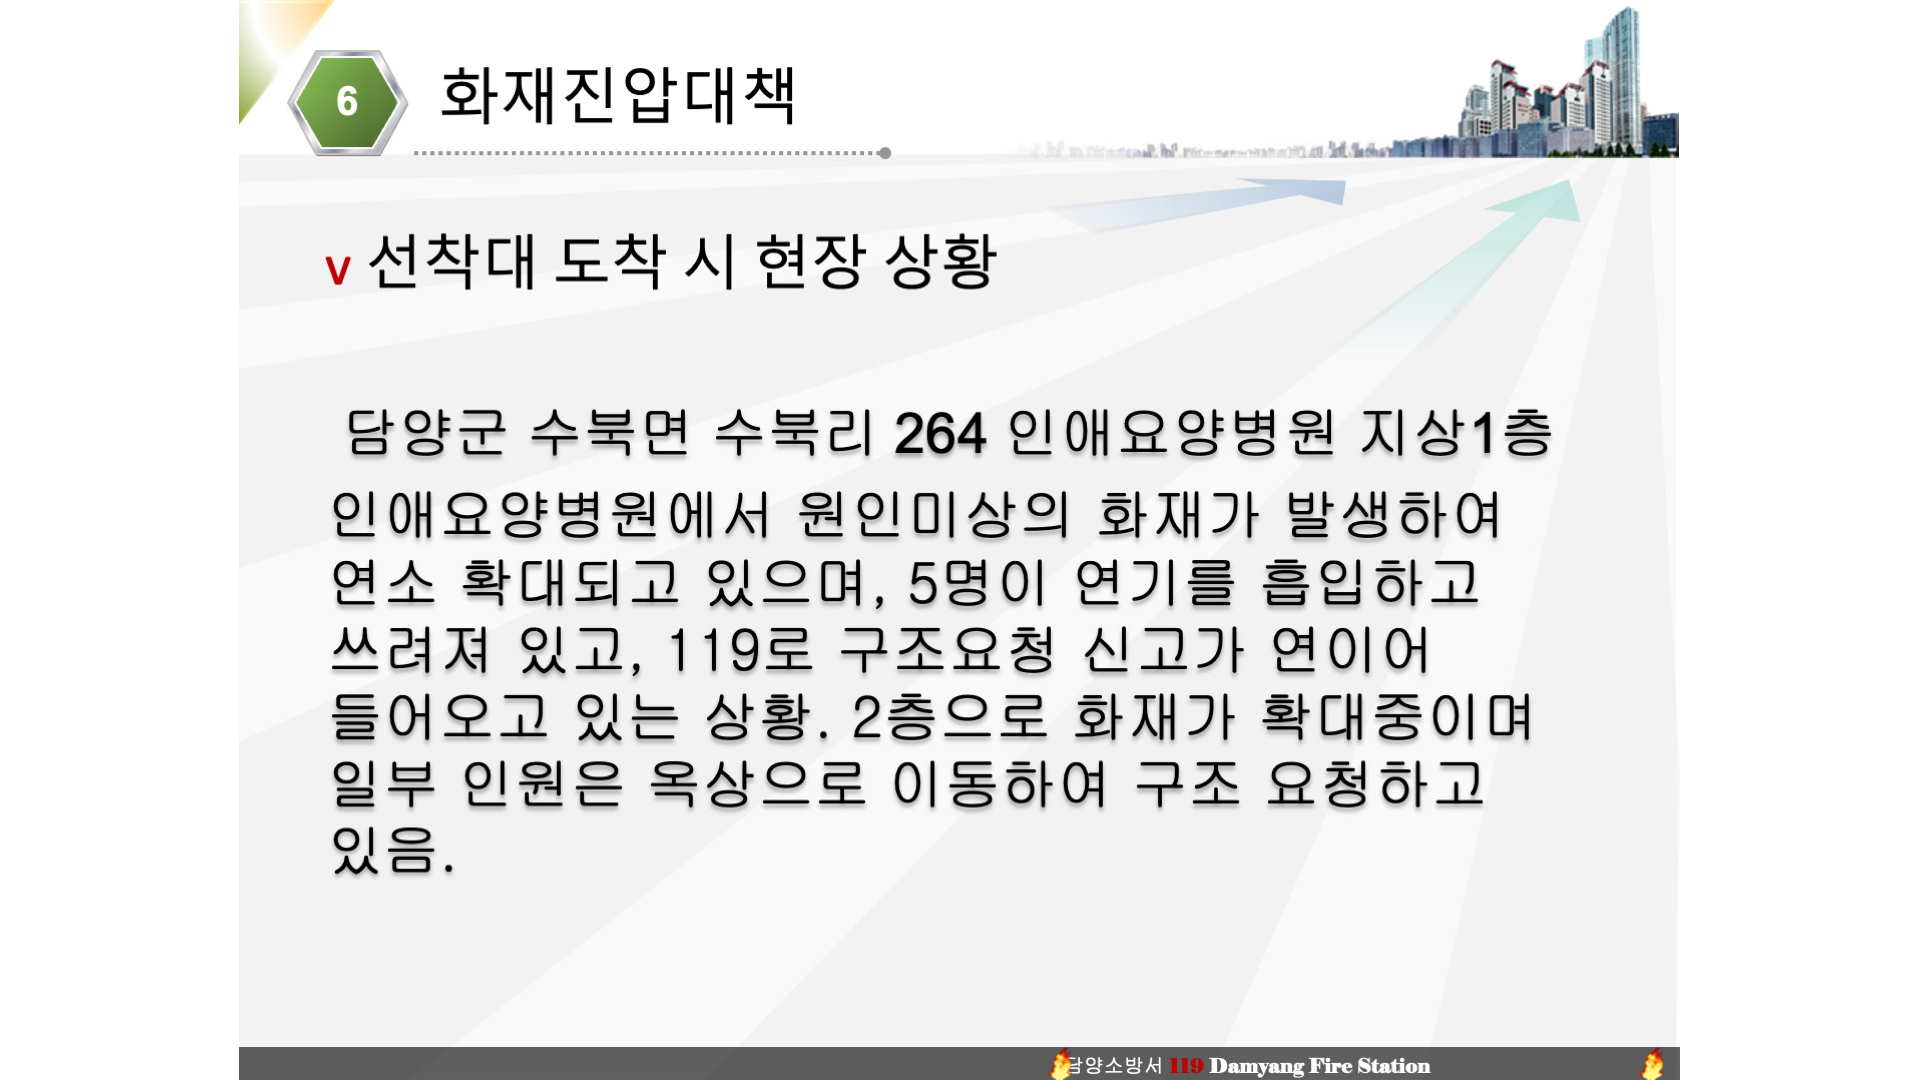 6 화재진압대책
v 선착대 도착 시 현장 상황
담양군 수북면 수북리 264 인애요양병원 지상1층
인애요양병원에서 원인미상의 화재가 발생하여
연소 확대되고 있으며, 5명이 연기를 흡입하고
쓰려져 있고, 119로 구조요청 신고가 연이어
들어오고 있는 상황. 2층으로 화재가 확대중이며
일부 인원은 옥상으로 이동하여 구조 요청하고
있음.
담양소방서 119 Damyang Fire Station